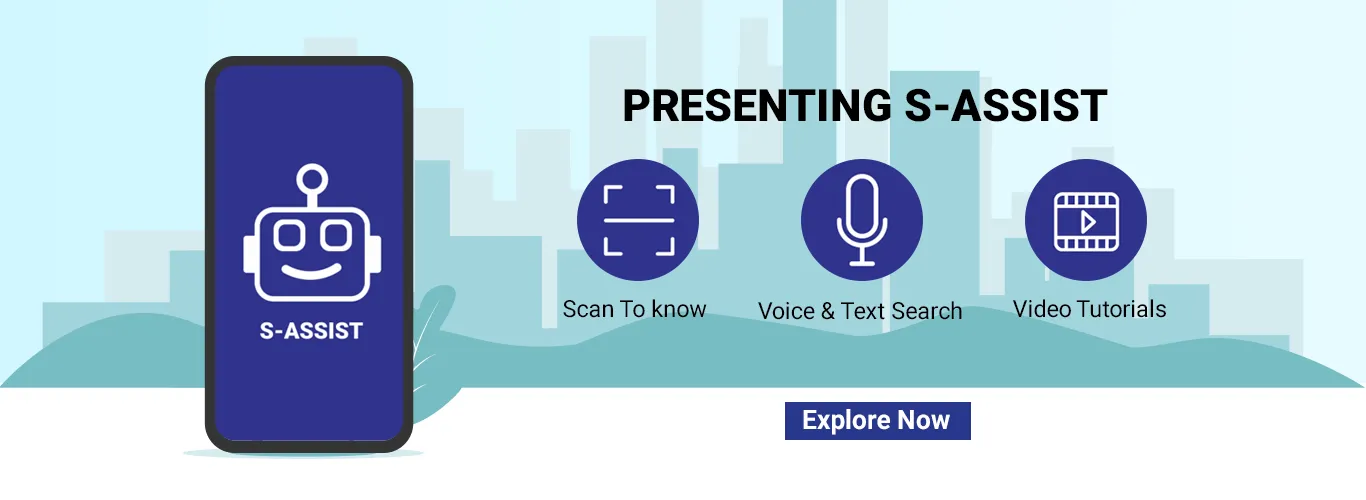 PRESENTING S-ASSIST
S-ASSIST
Scan To know
Voice & Text Search
Video Tutorials
Explore Now